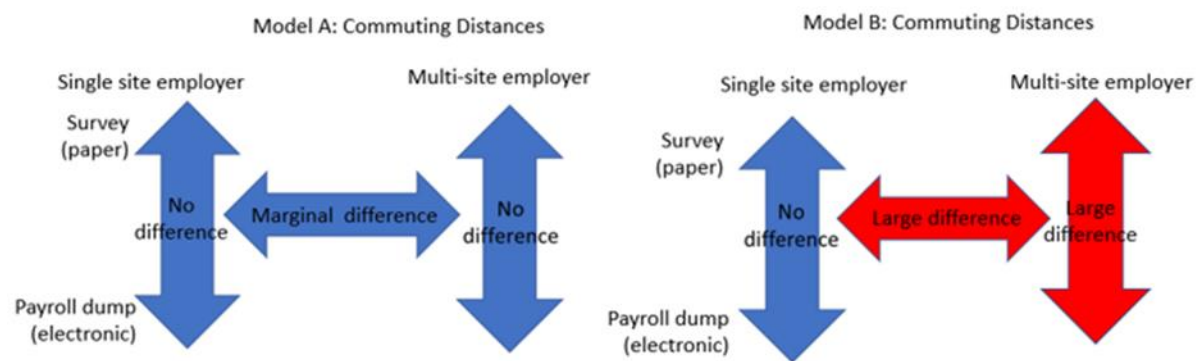 Model A: Commuting Distances
Single site employer
Multi-site employer
Survey
(paper)
No
difference
Marginal difference
No
difference
Payroll dump
(electronic)
Model B: Commuting Distances
Single site employer
Multi-site employer
Survey
(paper)
No
difference
Large difference
Large
difference
Payroll dump
(electronic)